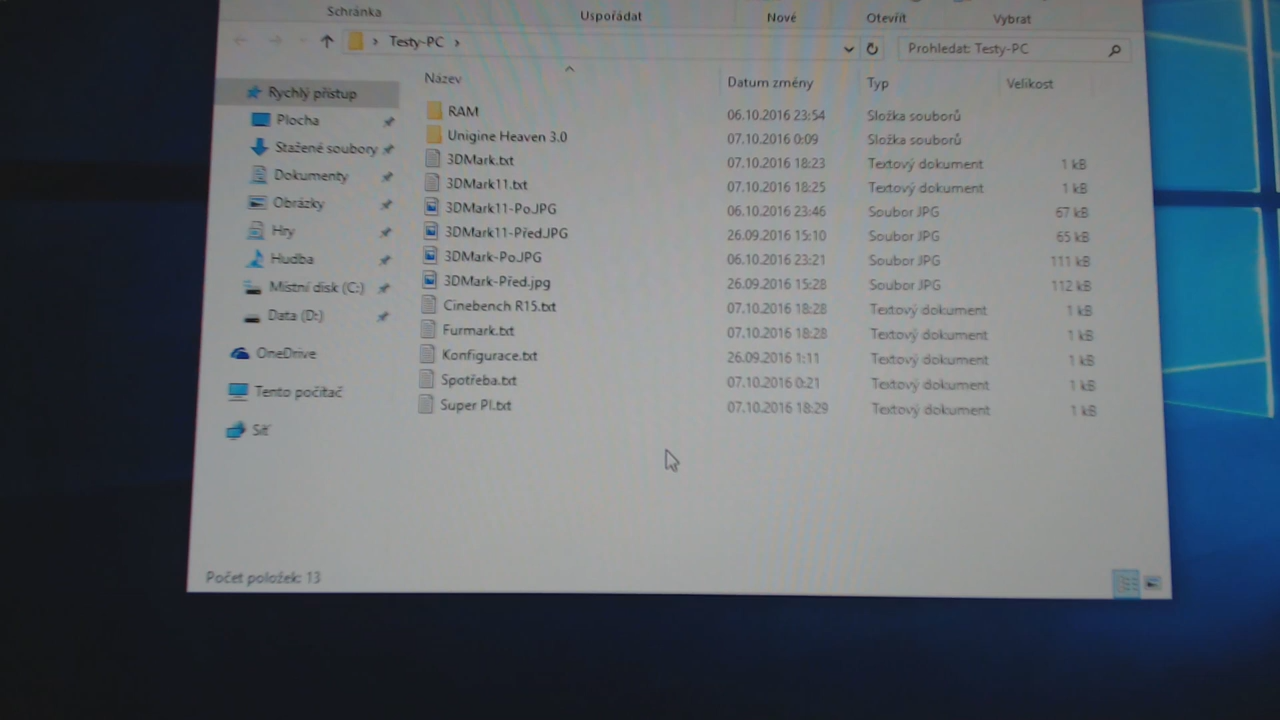 Schránka Uspořádat Nové Otevřít Vybrat
Testy-PC Prohledat: Testy-PC
Název Datum změny Typ Velikost
Rychlý přístup
Plocha
Stažené soubory
Dokumenty
Obrázky
Hry
Hudba
Místní disk (C:)
Data (D:)
OneDrive
Tento počítač
Síť
RAM 06.10.2016 23:54 Složka souborů
Unigine Heaven 3.0 07.10.2016 0:09 Složka souborů
3DMark.txt 07.10.2016 18:23 Textový dokument 1 kB
3DMark11.txt 07.10.2016 18:25 Textový dokument 1 kB
3DMark11-Po.JPG 06.10.2016 23:46 Soubor JPG 67 kB
3DMark11-Před.JPG 26.09.2016 15:10 Soubor JPG 65 kB
3DMark-Po.JPG 06.10.2016 23:21 Soubor JPG 111 kB
3DMark-Před.jpg 26.09.2016 15:28 Soubor JPG 112 kB
Cinebench R15.txt 07.10.2016 18:28 Textový dokument 1 kB
Furmark.txt 07.10.2016 18:28 Textový dokument 1 kB
Konfigurace.txt 26.09.2016 1:11 Textový dokument 1 kB
Spotřeba.txt 07.10.2016 0:21 Textový dokument 1 kB
Super PI.txt 07.10.2016 18:29 Textový dokument 1 kB
Počet položek: 13